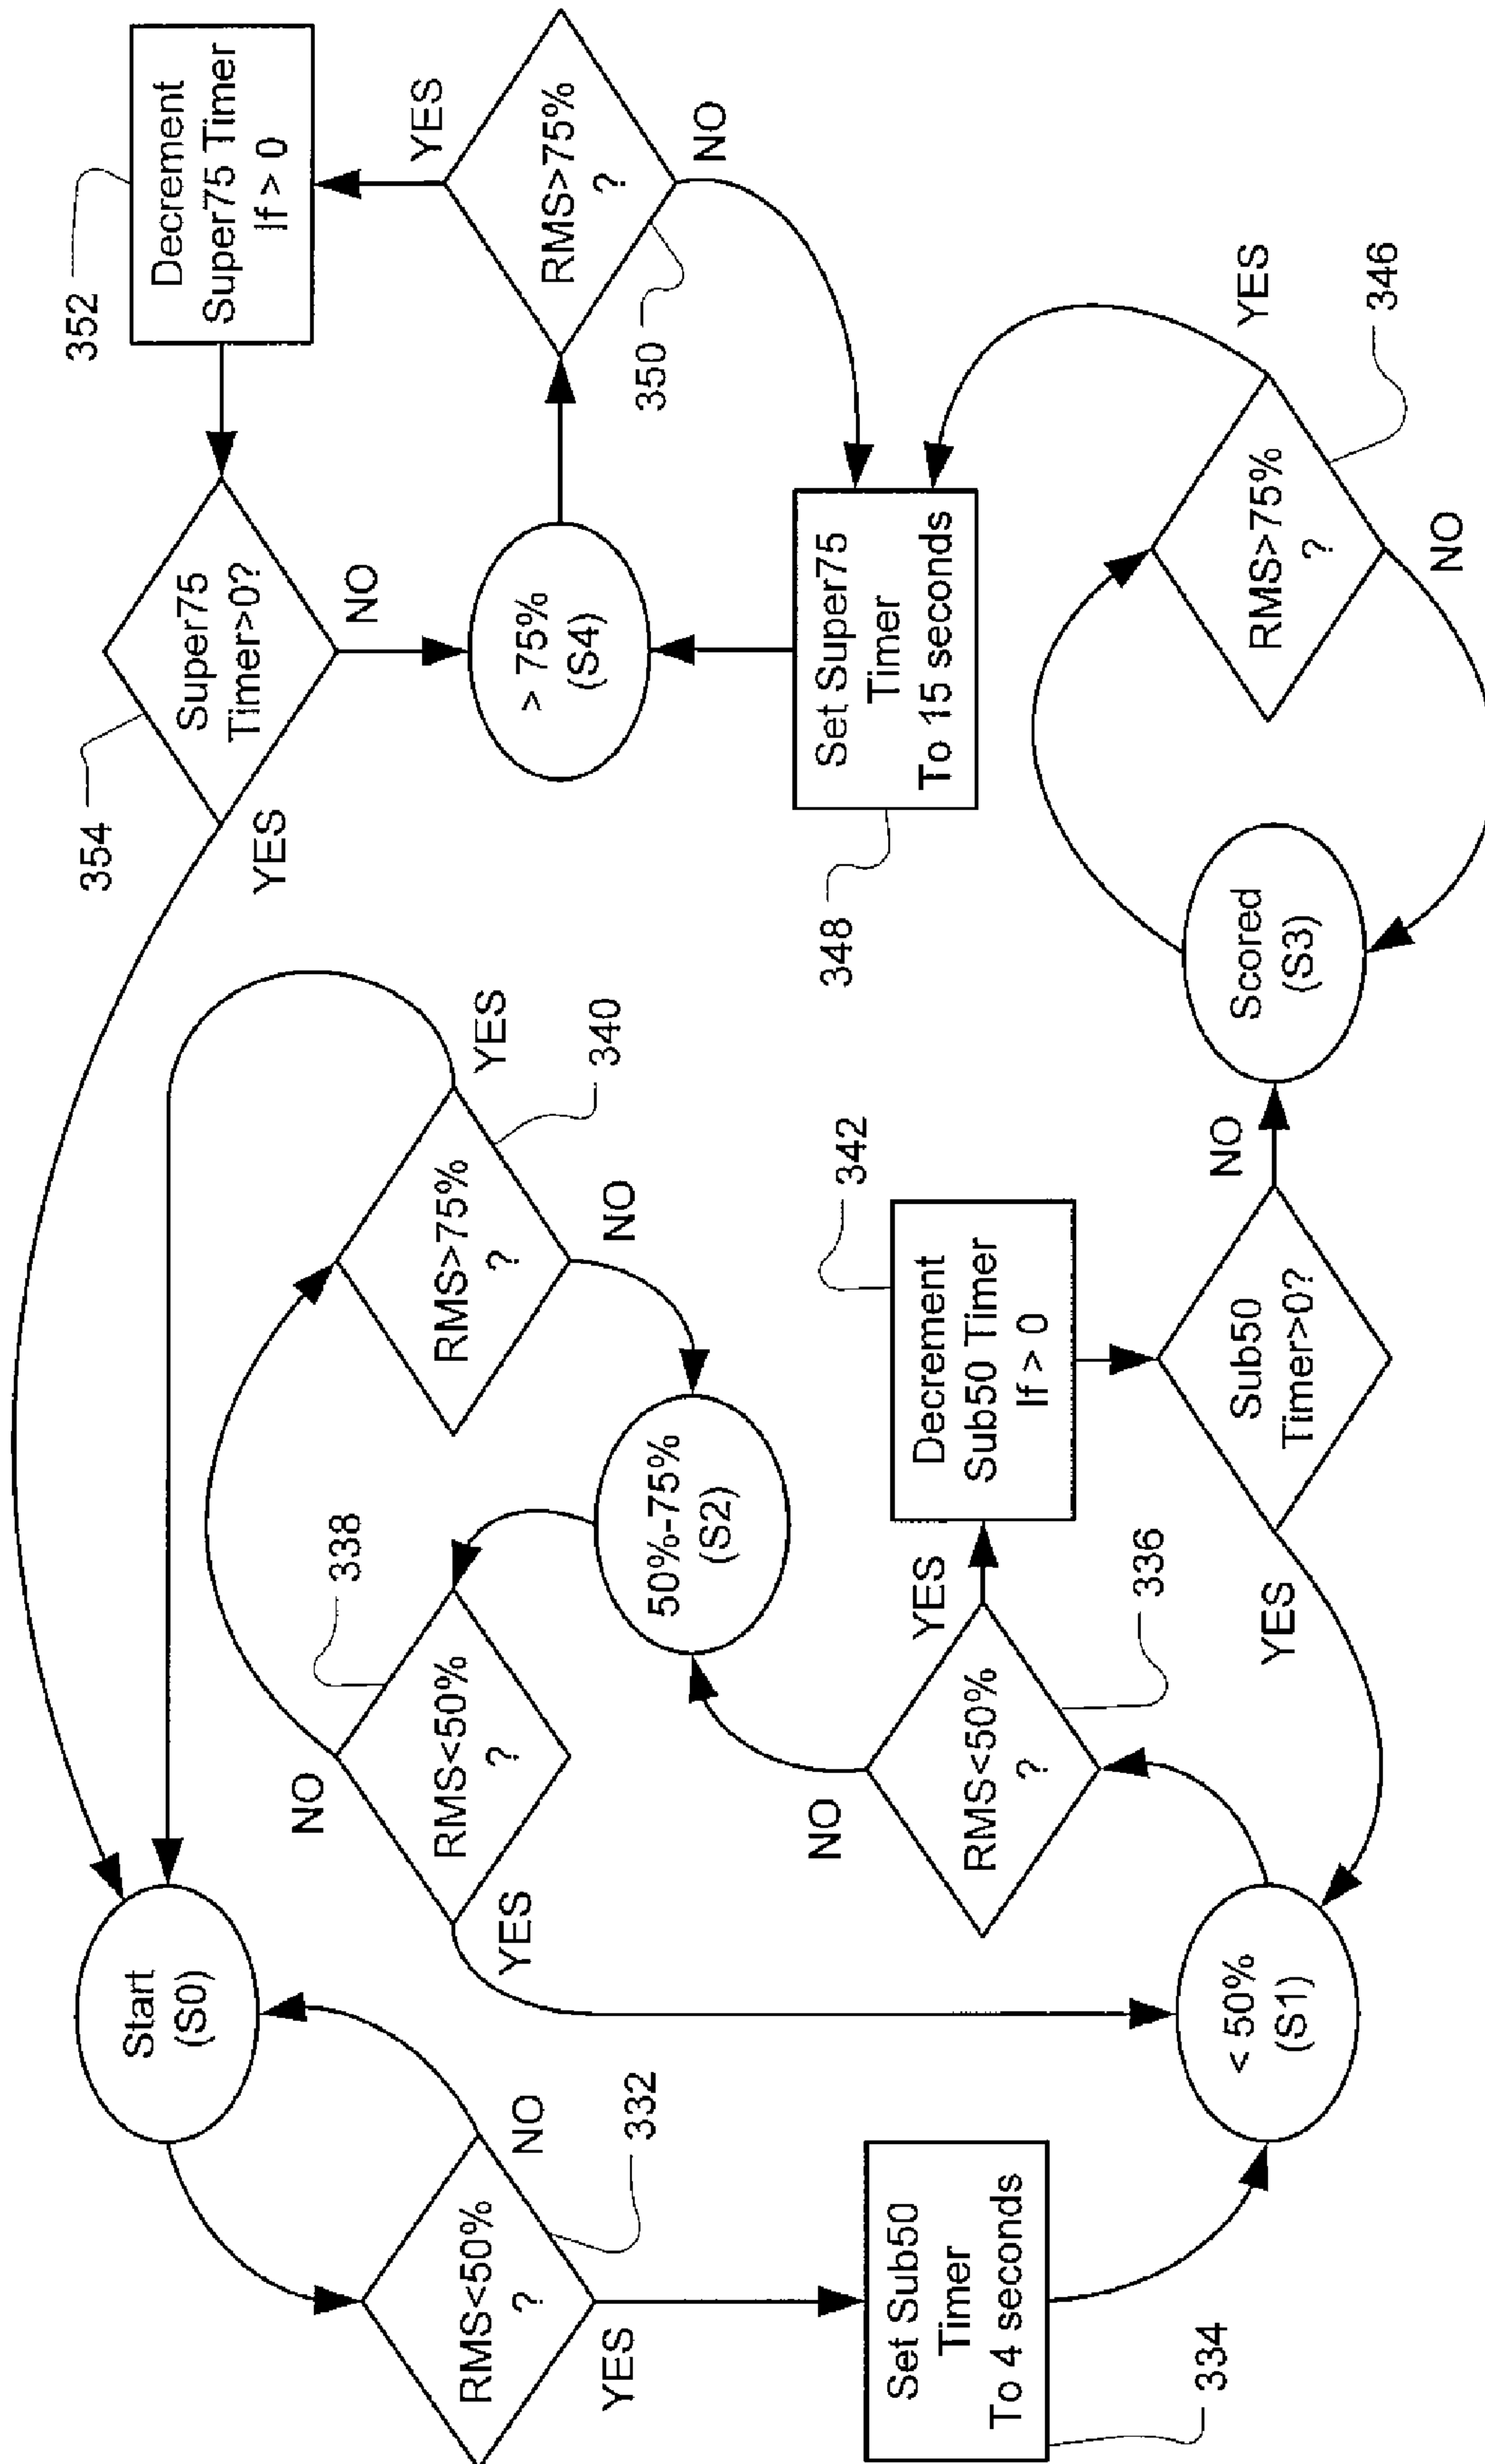 Start
(S0)
RMS<50%
?
NO
YES
332
Set Sub50
Timer
To 4 seconds
334
< 50%
(S1)
RMS<50%
?
NO
YES
336
50%-75%
(S2)
RMS<50%
?
NO
YES
338
RMS>75%
?
YES
NO
340
Decrement
Sub50 Timer
If > 0
342
Sub50
Timer>0?
YES
NO
Scored
(S3)
RMS>75%
?
YES
NO
346
Set Super75
Timer
To 15 seconds
348
> 75%
(S4)
RMS>75%
?
YES
NO
350
Decrement
Super75 Timer
If > 0
352
Super75
Timer>0?
YES
NO
354